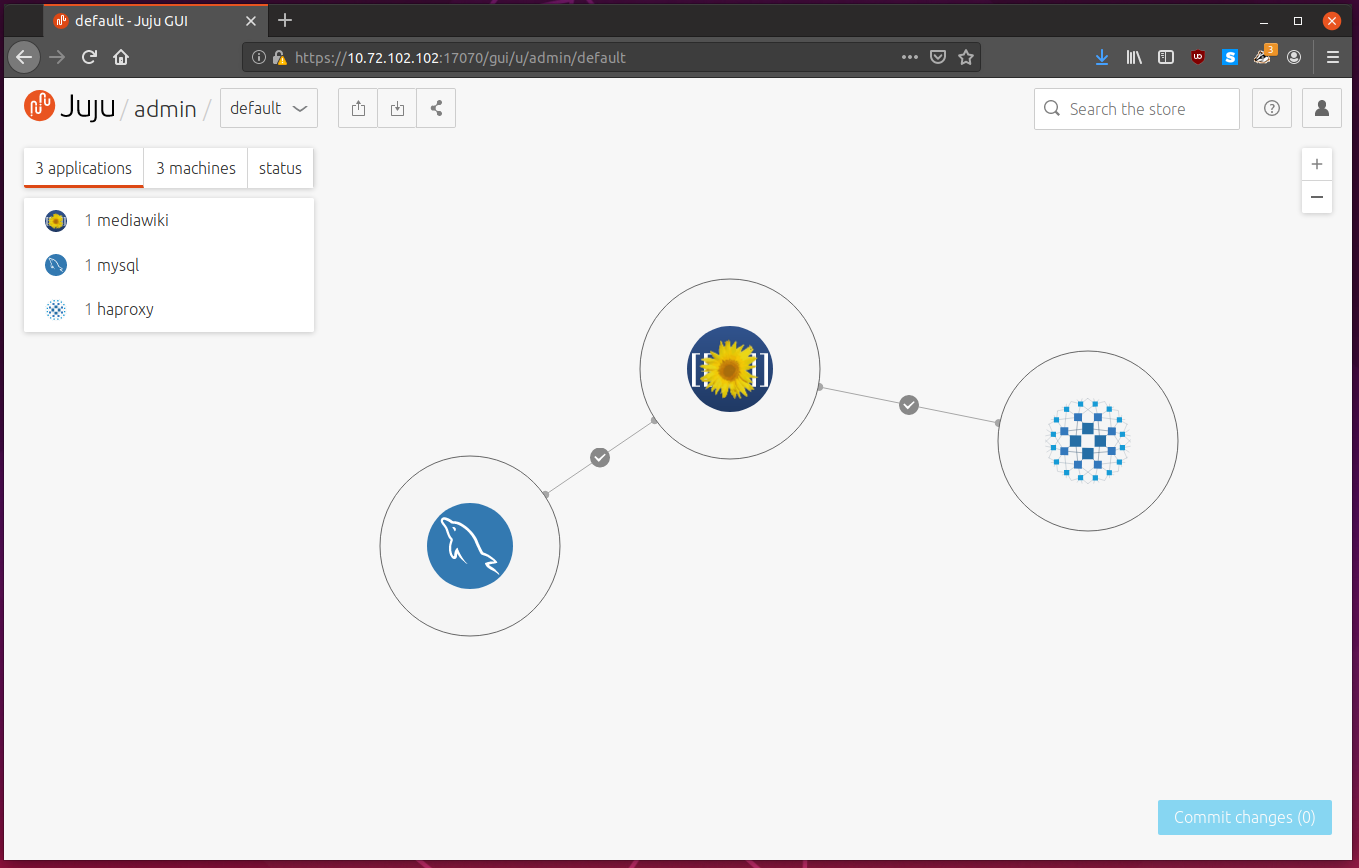 default - Juju GUI
https://10.72.102.102:17070/gui/u/admin/default
3
Juju / admin / default
Search the store
3 applications
3 machines
status
1 mediawiki
1 mysql
1 haproxy
[[ ]]
Commit changes (0)